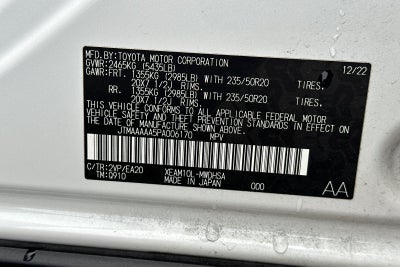 MFD.BY:TOYOTA MOTOR CORPORATION 12/22
GVWR:2465KG (5435LB)
GAWR:FRT. 1355KG (2985LB) WITH 235/50R20 TIRES.
20X7 1/2J RIMS.
RR. 1355KG (2985LB) WITH 235/50R20 TIRES.
20X7 1/2J RIMS.
THIS VEHICLE CONFORMS TO ALL APPLICABLE FEDERAL MOTOR
VEHICLE SAFETY STANDARDS IN EFFECT ON
THE DATE OF MANUFACTURE SHOWN ABOVE.
JTMAAAAA5PA006170 MPV
C/TR:2VP/EA20 XEAM10L-MWDHSA
TM:0910 MADE IN JAPAN 000 AA